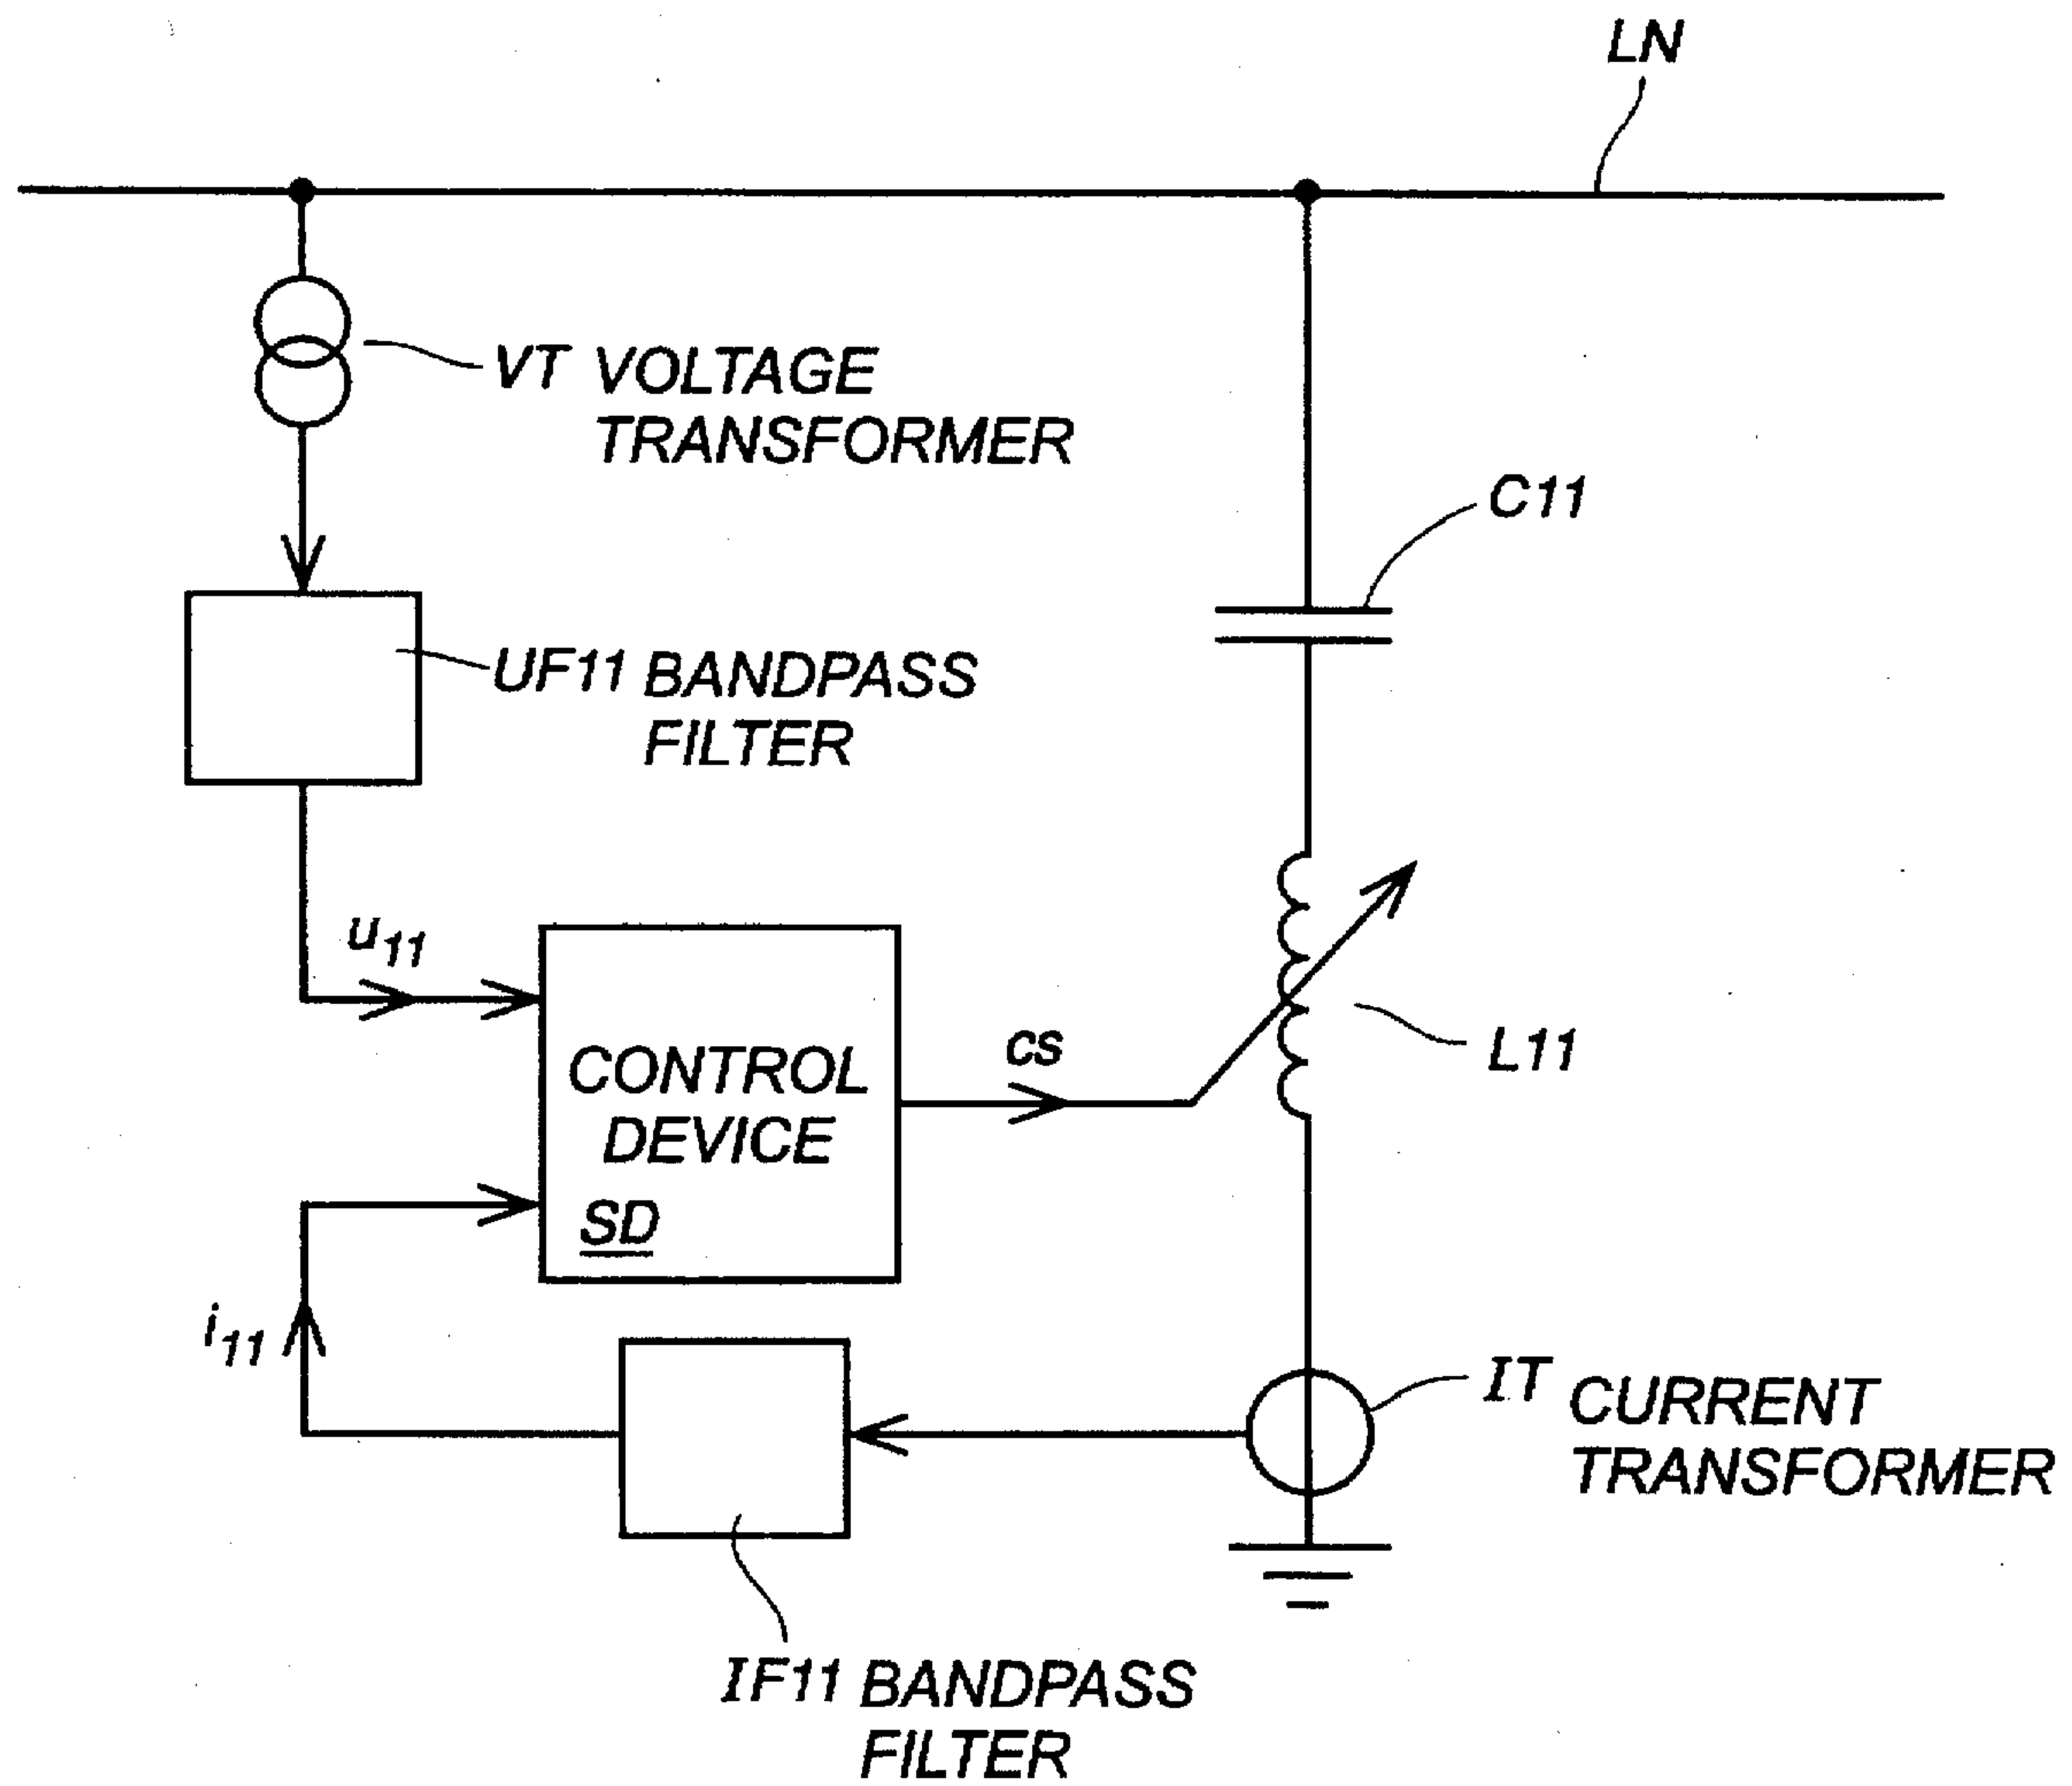 LN
VT VOLTAGE
TRANSFORMER
C11
UF11 BANDPASS
FILTER
u11
CONTROL
DEVICE
SD
cs
L11
i11
IT CURRENT
TRANSFORMER
IF11 BANDPASS
FILTER